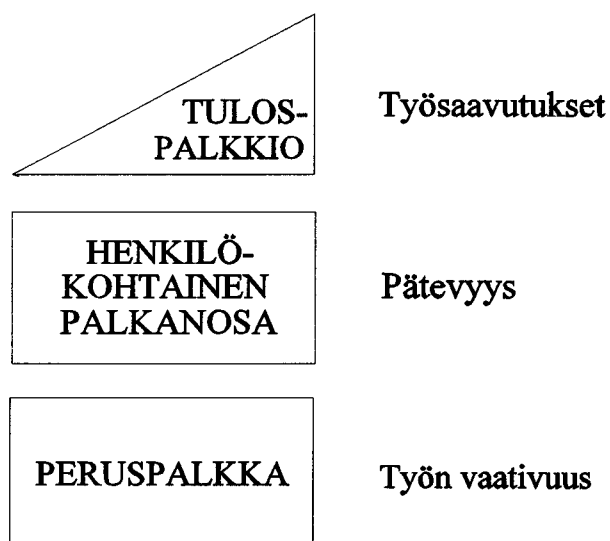 TULOS-
PALKKIO
Työsaavutukset
HENKILÖ-
KOHTAINEN
PALKANOSA
Pätevyys
PERUSPALKKA
Työn vaativuus